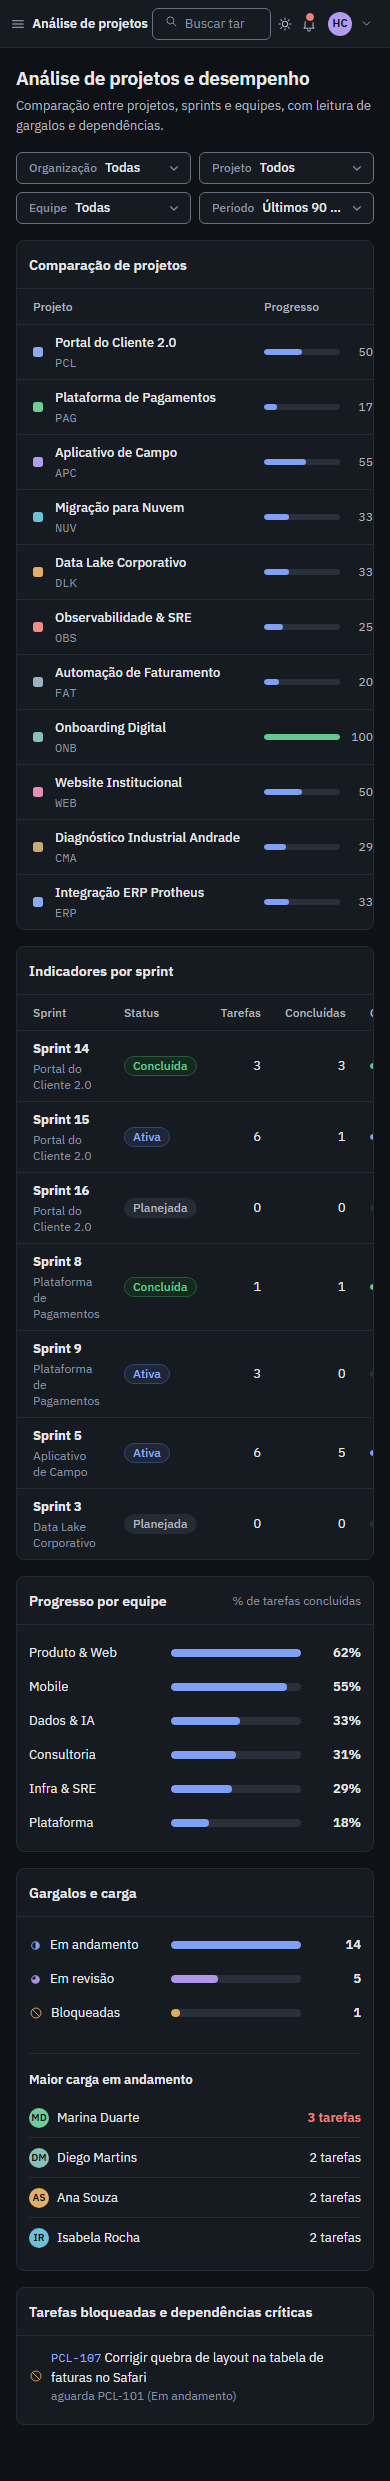 Análise de projetos
Buscar tar
HC
Análise de projetos e desempenho
Comparação entre projetos, sprints e equipes, com leitura de
gargalos e dependências.
Organização Todas
Projeto Todos
Equipe Todas
Período Últimos 90 ...
Comparação de projetos
Projeto Progresso
Portal do Cliente 2.0
PCL
50
Plataforma de Pagamentos
PAG
17
Aplicativo de Campo
APC
55
Migração para Nuvem
NUV
33
Data Lake Corporativo
DLK
33
Observabilidade & SRE
OBS
25
Automação de Faturamento
FAT
20
Onboarding Digital
ONB
100
Website Institucional
WEB
50
Diagnóstico Industrial Andrade
CMA
29
Integração ERP Protheus
ERP
33
Indicadores por sprint
Sprint Status Tarefas Concluídas
Sprint 14
Portal do
Cliente 2.0
Concluída 3 3
Sprint 15
Portal do
Cliente 2.0
Ativa 6 1
Sprint 16
Portal do
Cliente 2.0
Planejada 0 0
Sprint 8
Plataforma
de
Pagamentos
Concluída 1 1
Sprint 9
Plataforma
de
Pagamentos
Ativa 3 0
Sprint 5
Aplicativo
de Campo
Ativa 6 5
Sprint 3
Data Lake
Corporativo
Planejada 0 0
Progresso por equipe % de tarefas concluídas
Produto & Web 62%
Mobile 55%
Dados & IA 33%
Consultoria 31%
Infra & SRE 29%
Plataforma 18%
Gargalos e carga
Em andamento 14
Em revisão 5
Bloqueadas 1
Maior carga em andamento
MD Marina Duarte 3 tarefas
DM Diego Martins 2 tarefas
AS Ana Souza 2 tarefas
IR Isabela Rocha 2 tarefas
Tarefas bloqueadas e dependências críticas
PCL-107 Corrigir quebra de layout na tabela de
faturas no Safari
aguarda PCL-101 (Em andamento)